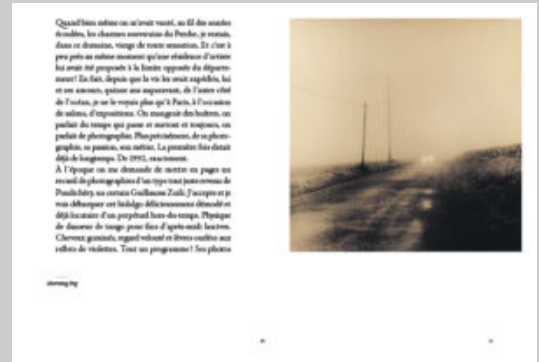 Quand bien même on m'avait vanté, au fil des années
écoulées, les charmes souverains du Perche, je restais,
dans ce domaine, vierge de toute sensation. Et c'est à
peu près au même moment qu'une résidence d'artiste
lui avait été proposée à la limite opposée du départe-
ment! En fait, depuis que la vie les avait expédiés, lui
et ses amours, quinze ans auparavant, de l'autre côté
de l'océan, je ne le voyais plus qu'à Paris, à l'occasion
de salons, d'expositions. On mangeait des huîtres, on
parlait du temps qui passe et surtout et toujours, on
parlait de photographie. Plus précisément, de sa photo-
graphie, sa passion, son métier. La première fois datait
déjà de longtemps. De 1992, exactement.
À l'époque on me demande de mettre en pages un
recueil de photographies d'un type tout juste revenu de
Pondichéry, un certain Guillaume Zuili. J'accepte et je
vois débarquer cet hidalgo délicieusement démodé et
déjà locataire d'un perpétuel hors-du-temps. Physique
de danseur de tango pour fins d'après-midi lascives.
Cheveux gominés, regard velouté et lèvres ourlées aux
reflets de violettes. Tout un programme! Ses photos
morning fog